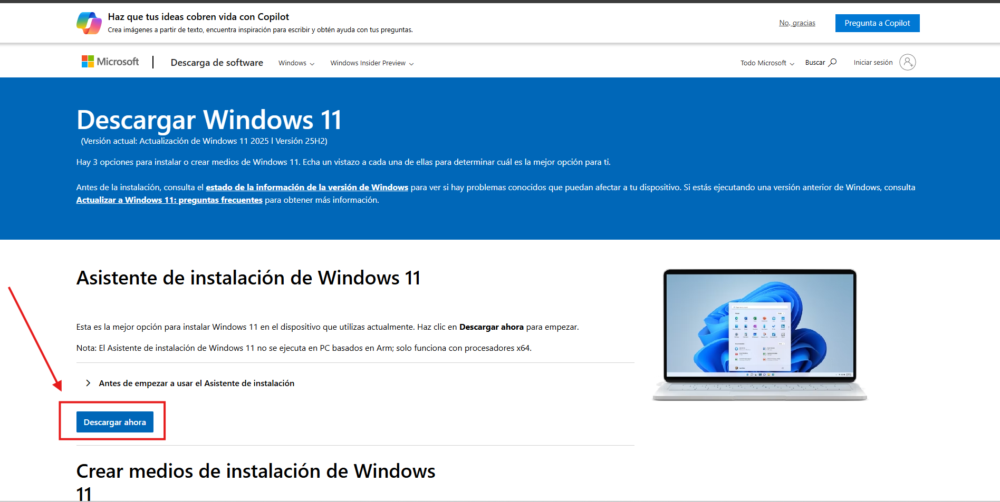 Haz que tus ideas cobren vida con Copilot
Crea imágenes a partir de texto, encuentra inspiración para escribir y obtén ayuda con tus preguntas.
No, gracias
Pregunta a Copilot
Microsoft
Descarga de software
Windows
Windows Insider Preview
Todo Microsoft
Buscar
Iniciar sesión
Descargar Windows 11
(Versión actual: Actualización de Windows 11 2025 l Versión 25H2)
Hay 3 opciones para instalar o crear medios de Windows 11. Echa un vistazo a cada una de ellas para determinar cuál es la mejor opción para ti.
Antes de la instalación, consulta el estado de la información de la versión de Windows para ver si hay problemas conocidos que puedan afectar a tu dispositivo. Si estás ejecutando una versión anterior de Windows, consulta
Actualizar a Windows 11: preguntas frecuentes para obtener más información.
Asistente de instalación de Windows 11
Esta es la mejor opción para instalar Windows 11 en el dispositivo que utilizas actualmente. Haz clic en Descargar ahora para empezar.
Nota: El Asistente de instalación de Windows 11 no se ejecuta en PC basados en Arm; solo funciona con procesadores x64.
Antes de empezar a usar el Asistente de instalación
Descargar ahora
Crear medios de instalación de Windows
11